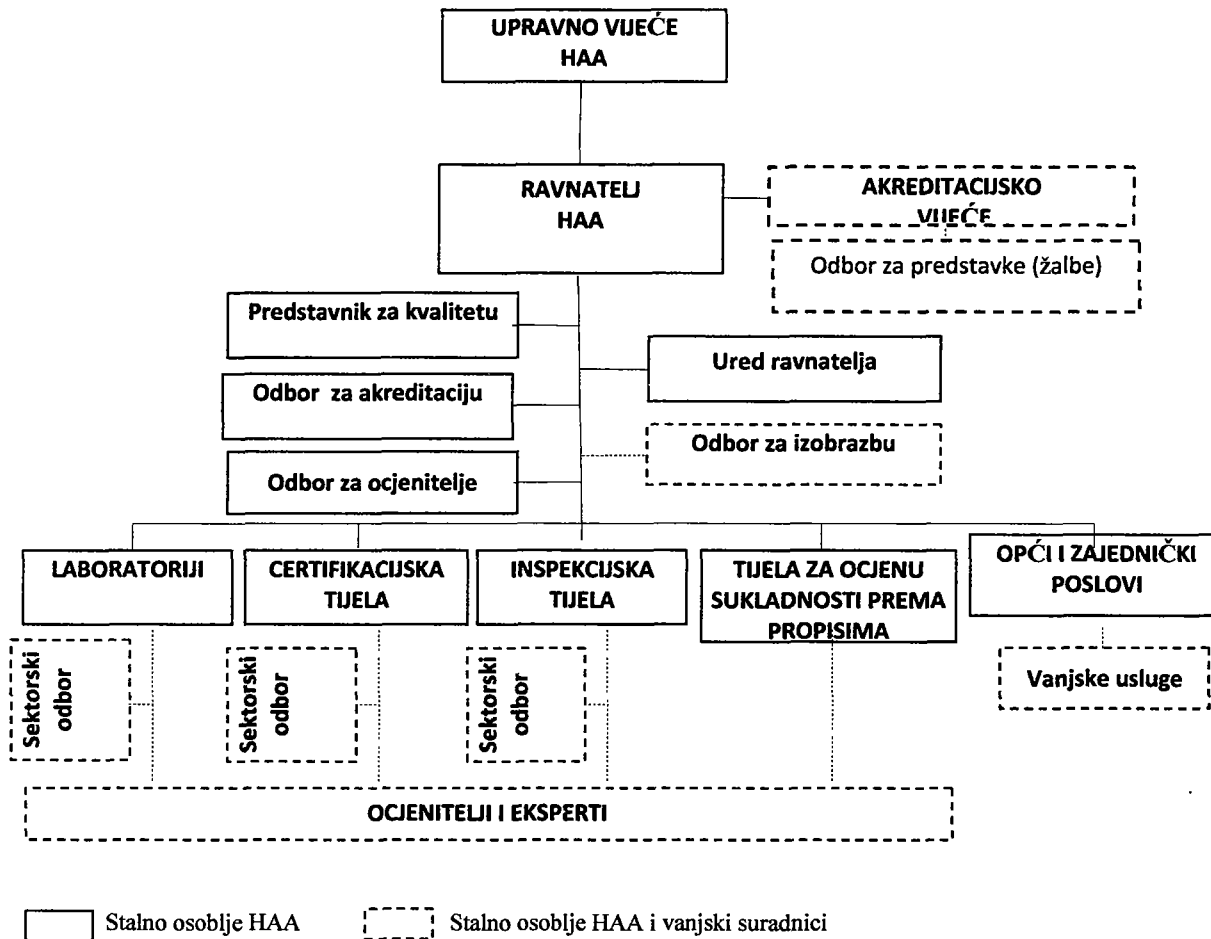 UPRAVNO VIJEĆE
HAA
RAVNATELJ
HAA
AKREDITACIJSKO
VIJEĆE
Odbor za predstavke (žalbe)
Predstavnik za kvalitetu
Ured ravnatelja
Odbor za akreditaciju
Odbor za izobrazbu
Odbor za ocjenitelje
LABORATORIJI
CERTIFIKACIJSKA
TIJELA
INSPEKCIJSKA
TIJELA
TIJELA ZA OCJENU
SUKLADNOSTI PREMA
PROPISIMA
OPĆI I ZAJEDNIČKI
POSLOVI
Sektorski
odbor
Sektorski
odbor
Sektorski
odbor
Vanjske usluge
OCJENITELJI I EKSPERTI
Stalno osoblje HAA
Stalno osoblje HAA i vanjski suradnici